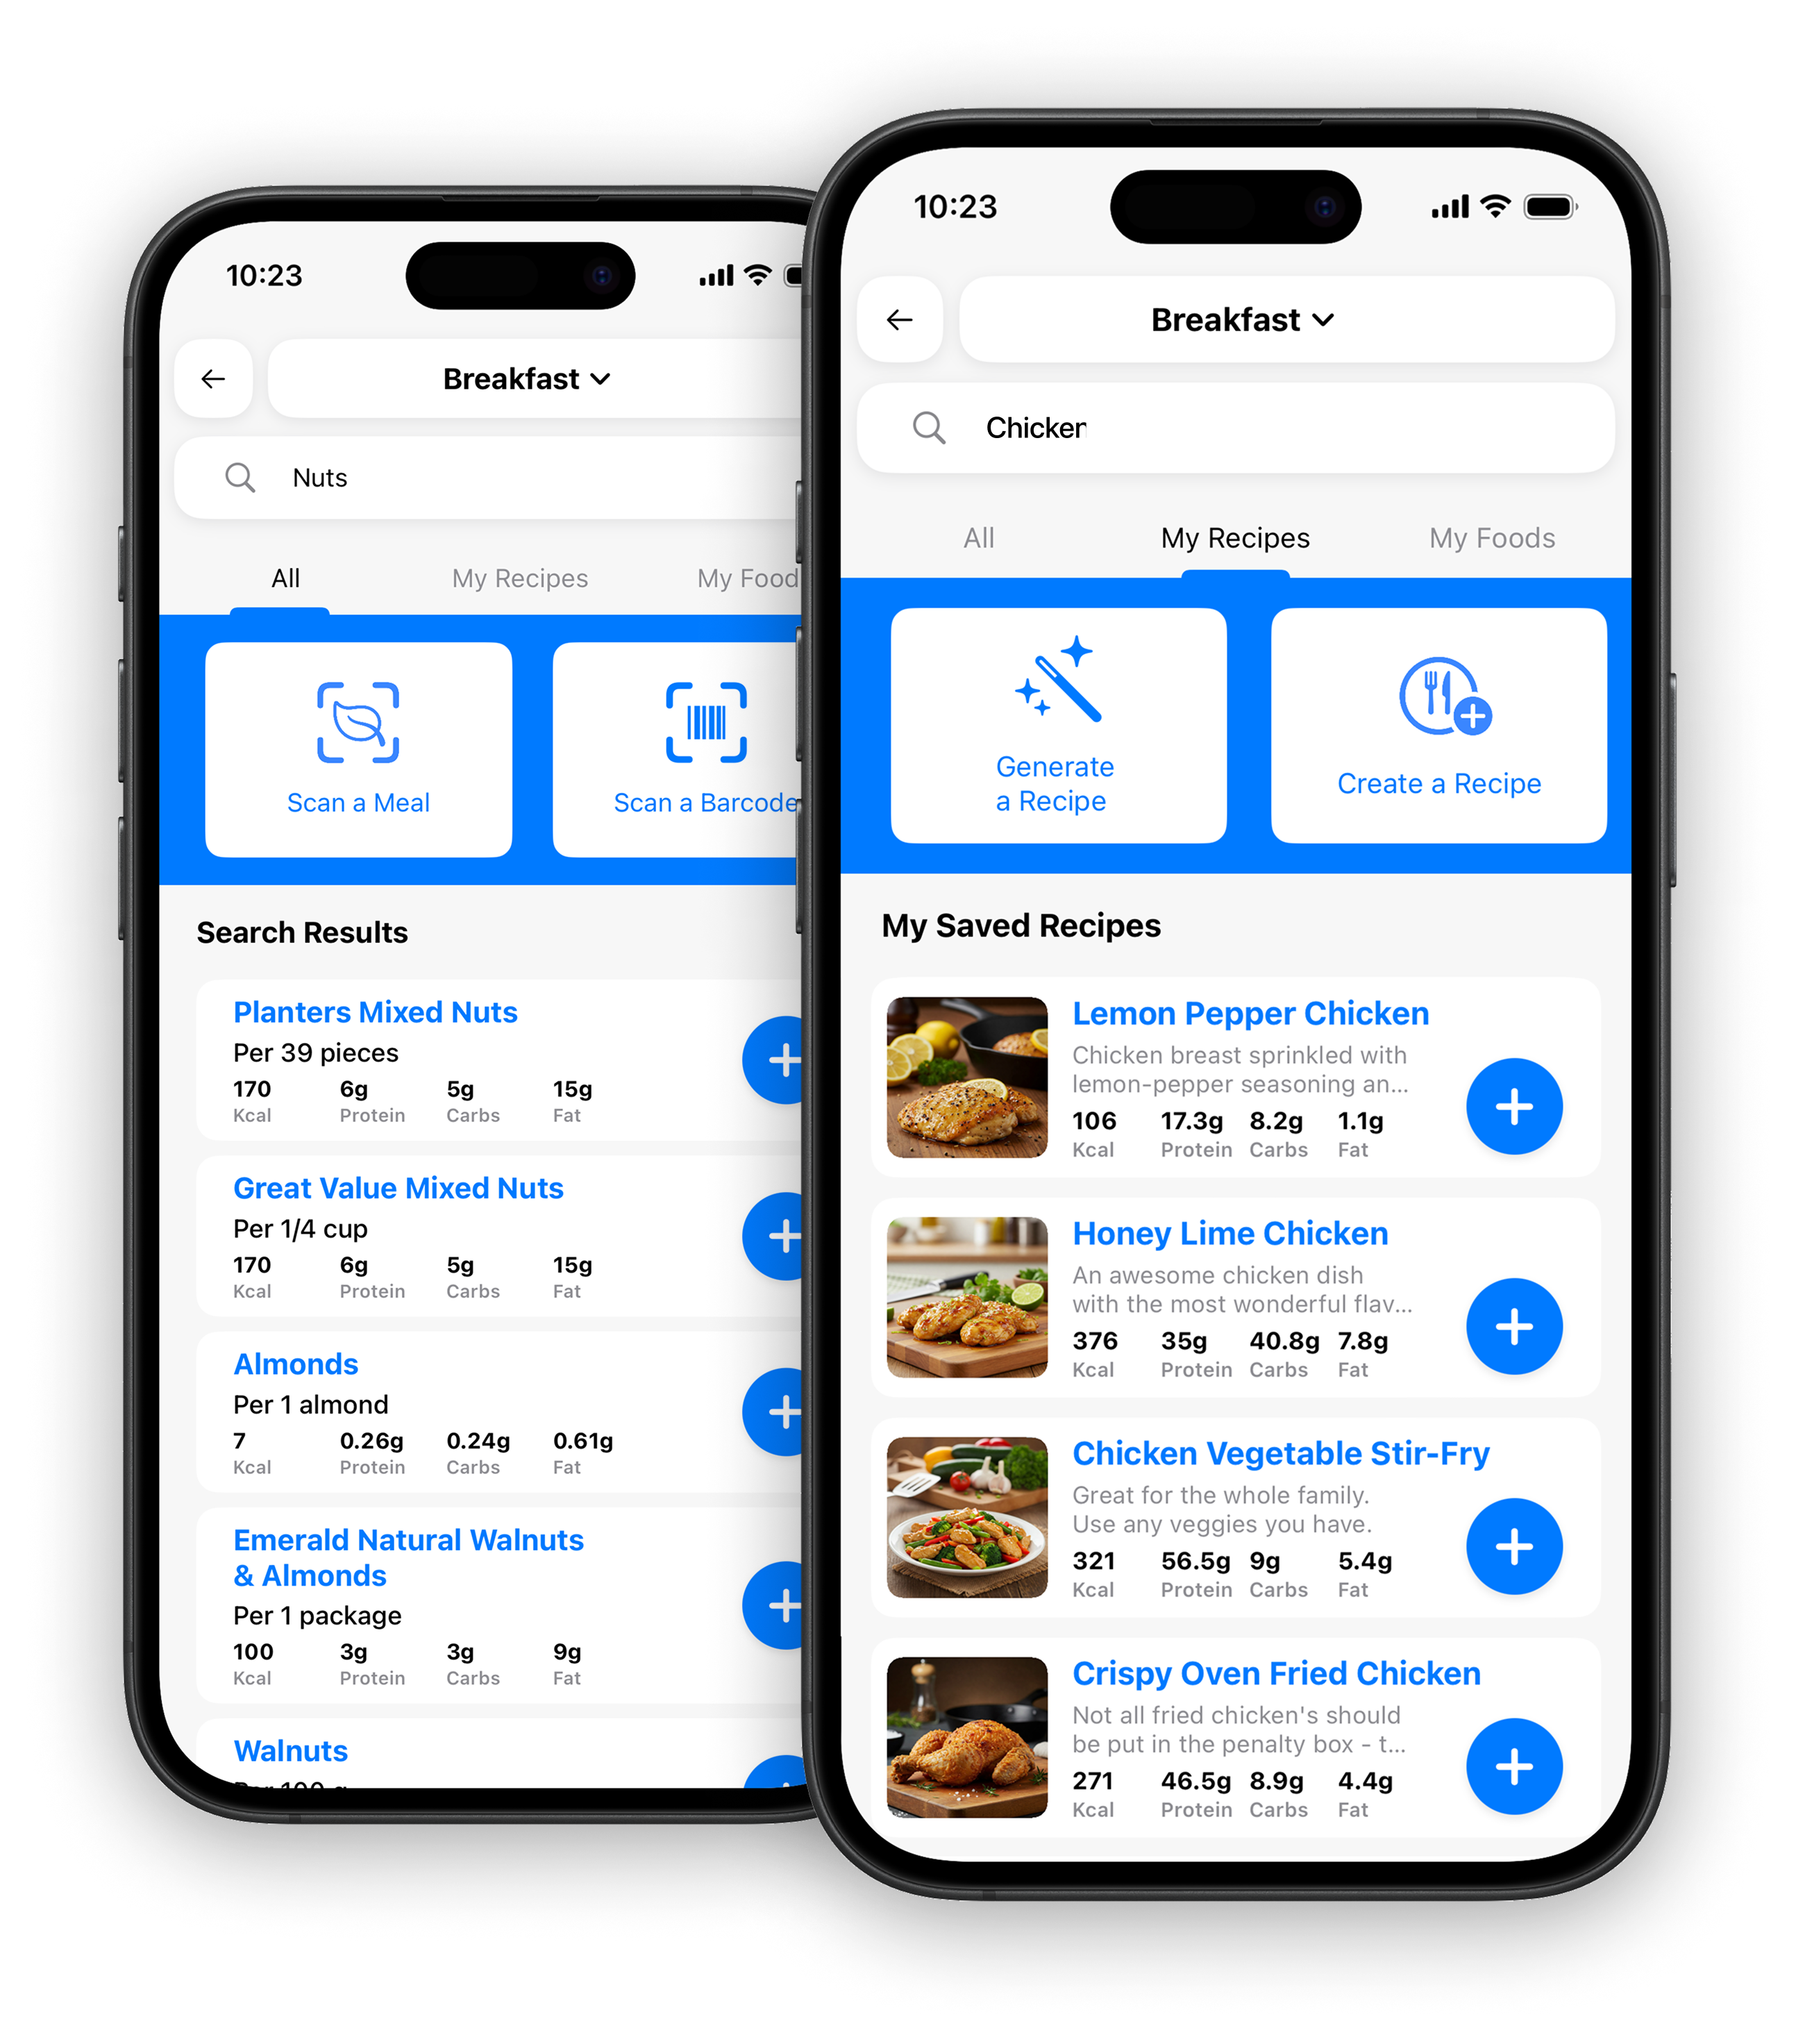 10:23
Breakfast
Nuts
All
My Recipes
My Food
Scan a Meal
Scan a Barcode
Search Results
Planters Mixed Nuts
Per 39 pieces
170 6g 5g 15g
Kcal Protein Carbs Fat
Great Value Mixed Nuts
Per 1/4 cup
170 6g 5g 15g
Kcal Protein Carbs Fat
Almonds
Per 1 almond
7 0.26g 0.24g 0.61g
Kcal Protein Carbs Fat
Emerald Natural Walnuts
& Almonds
Per 1 package
100 3g 3g 9g
Kcal Protein Carbs Fat
Walnuts
Per 100 g
10:23
Breakfast
Chicken
All
My Recipes
My Foods
Generate
a Recipe
Create a Recipe
My Saved Recipes
Lemon Pepper Chicken
Chicken breast sprinkled with
lemon-pepper seasoning an...
106 17.3g 8.2g 1.1g
Kcal Protein Carbs Fat
Honey Lime Chicken
An awesome chicken dish
with the most wonderful flav...
376 35g 40.8g 7.8g
Kcal Protein Carbs Fat
Chicken Vegetable Stir-Fry
Great for the whole family.
Use any veggies you have.
321 56.5g 9g 5.4g
Kcal Protein Carbs Fat
Crispy Oven Fried Chicken
Not all fried chicken's should
be put in the penalty box - t...
271 46.5g 8.9g 4.4g
Kcal Protein Carbs Fat